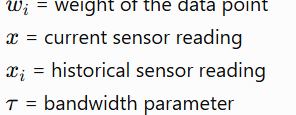 wᵢ = weight of the data point
x = current sensor reading
xᵢ = historical sensor reading
τ = bandwidth parameter